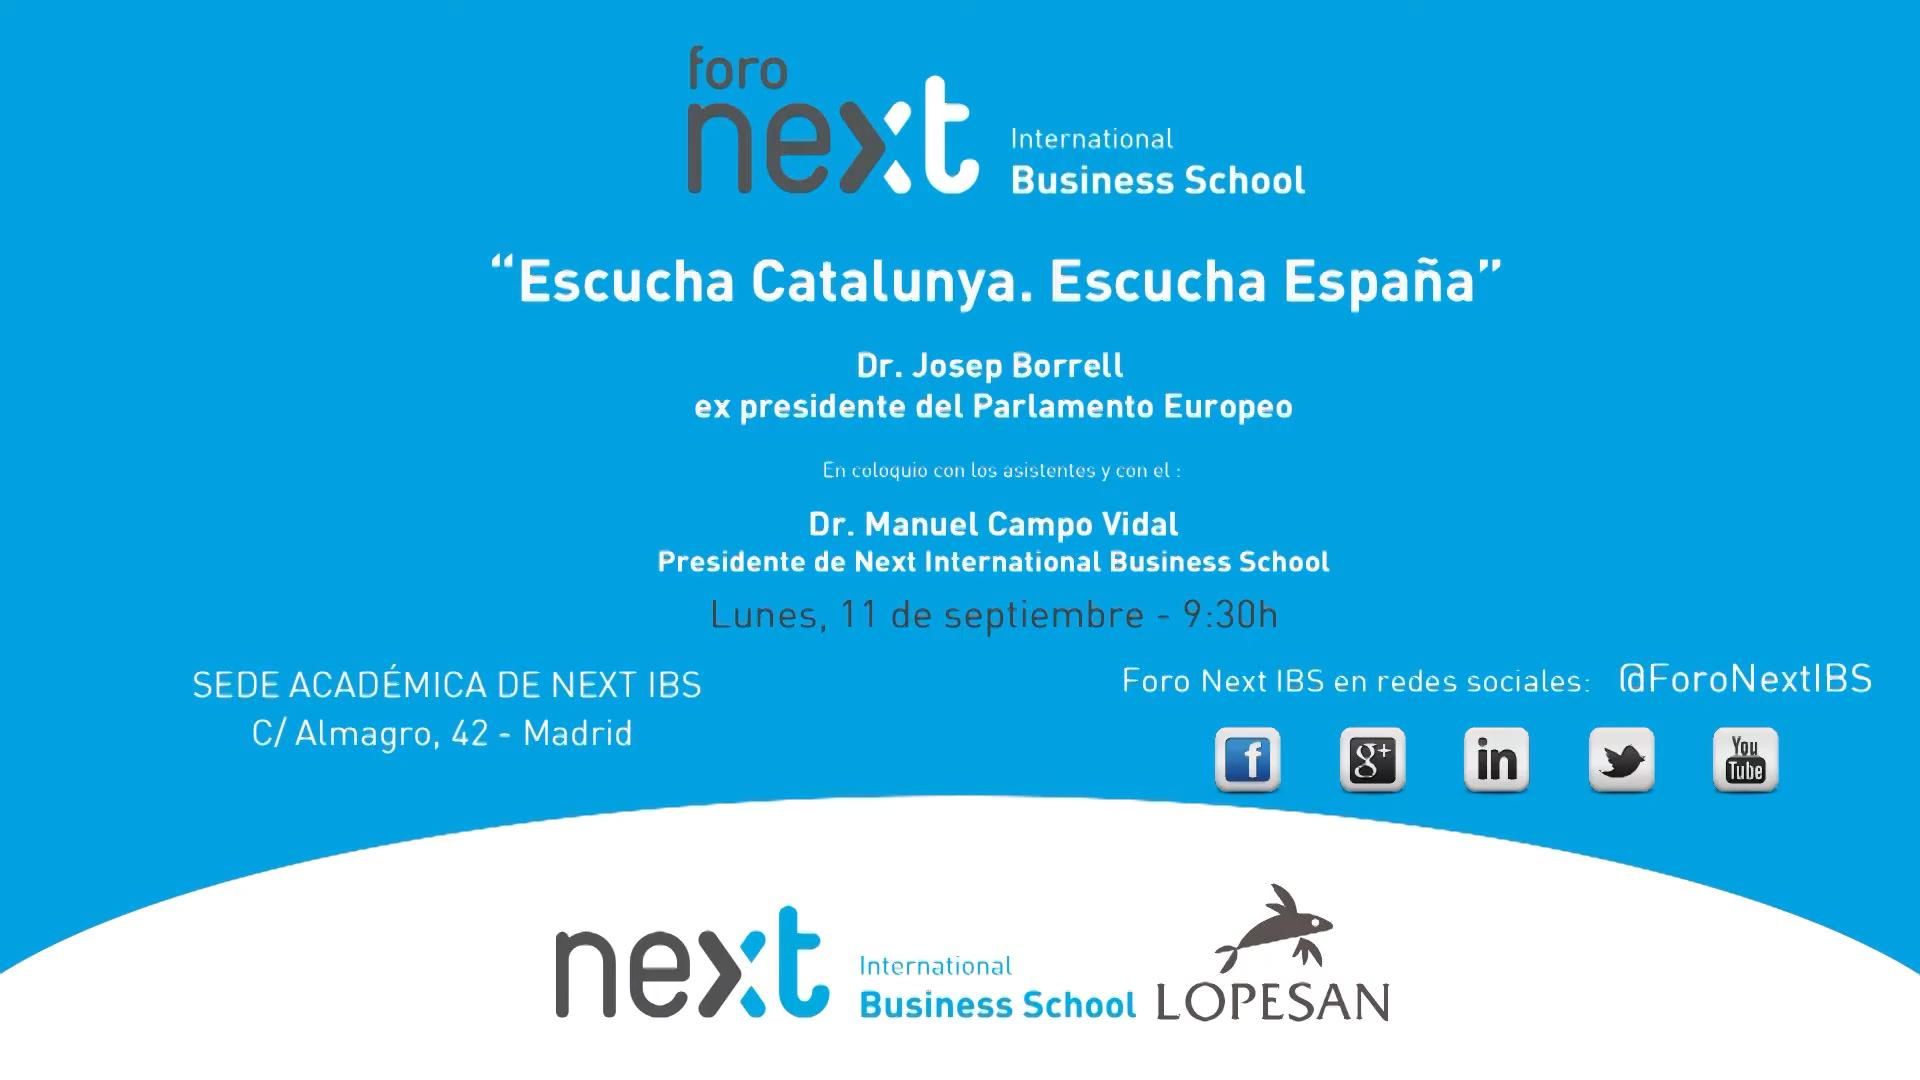 foro
next International
Business School
“Escucha Catalunya. Escucha España”
Dr. Josep Borrell
ex presidente del Parlamento Europeo
En coloquio con los asistentes y con el :
Dr. Manuel Campo Vidal
Presidente de Next International Business School
Lunes, 11 de septiembre - 9:30h
SEDE ACADÉMICA DE NEXT IBS
C/ Almagro, 42 - Madrid
Foro Next IBS en redes sociales: @ForoNextIBS
f g+ in You Tube
next International
Business School
LOPESAN